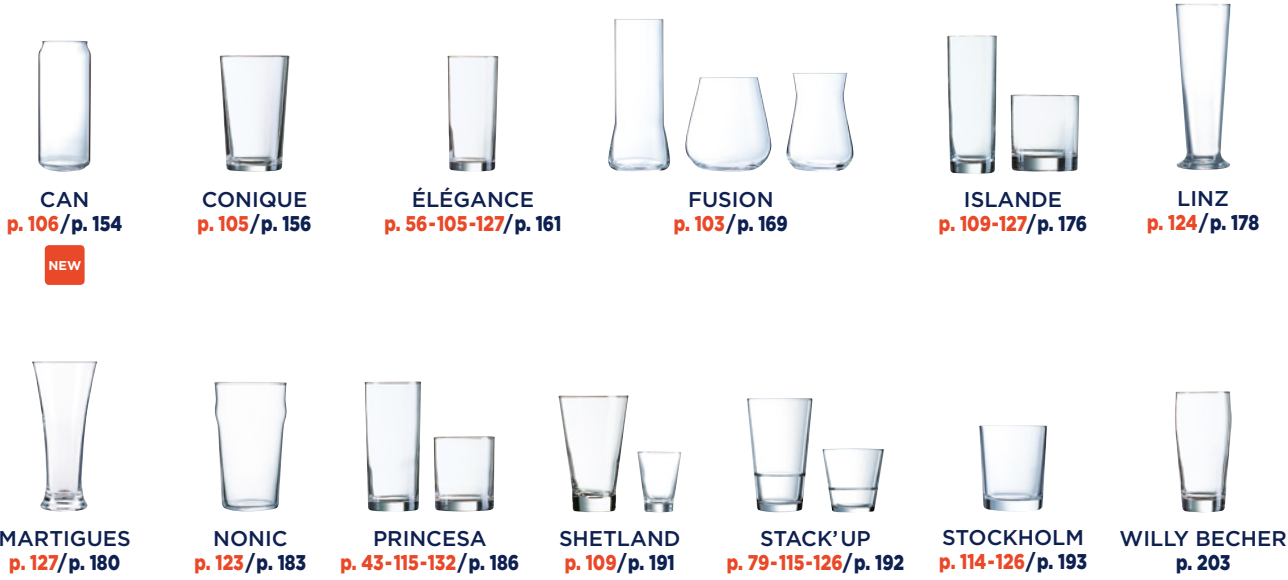 CAN
p. 106/p. 154
NEW
CONIQUE
p. 105/p. 156
ÉLÉGANCE
p. 56-105-127/p. 161
FUSION
p. 103/p. 169
ISLANDE
p. 109-127/p. 176
LINZ
p. 124/p. 178
MARTIGUES
p. 127/p. 180
NONIC
p. 123/p. 183
PRINCESA
p. 43-115-132/p. 186
SHETLAND
p. 109/p. 191
STACK'UP
p. 79-115-126/p. 192
STOCKHOLM
p. 114-126/p. 193
WILLY BECHER
p. 203